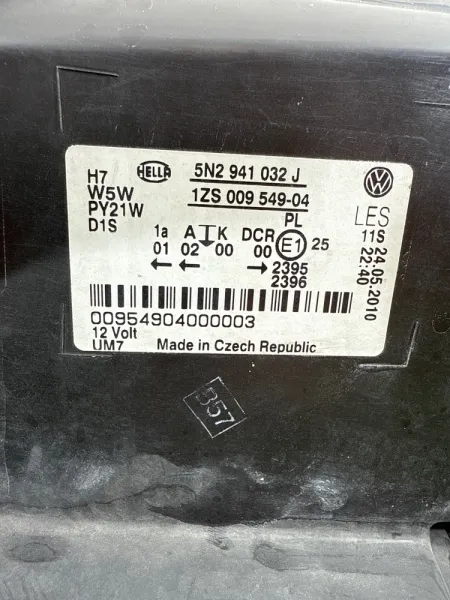 H7
W5W
PY21W
D1S
HELLA
5N2 941 032 J
1ZS 009 549-04
PL
1a A K DCR
01 02 00 00 E1 25
← ← → 2395
2396
LES
11S
24.05.2010
22:40
00954904000003
12 Volt
UM7 Made in Czech Republic
B57